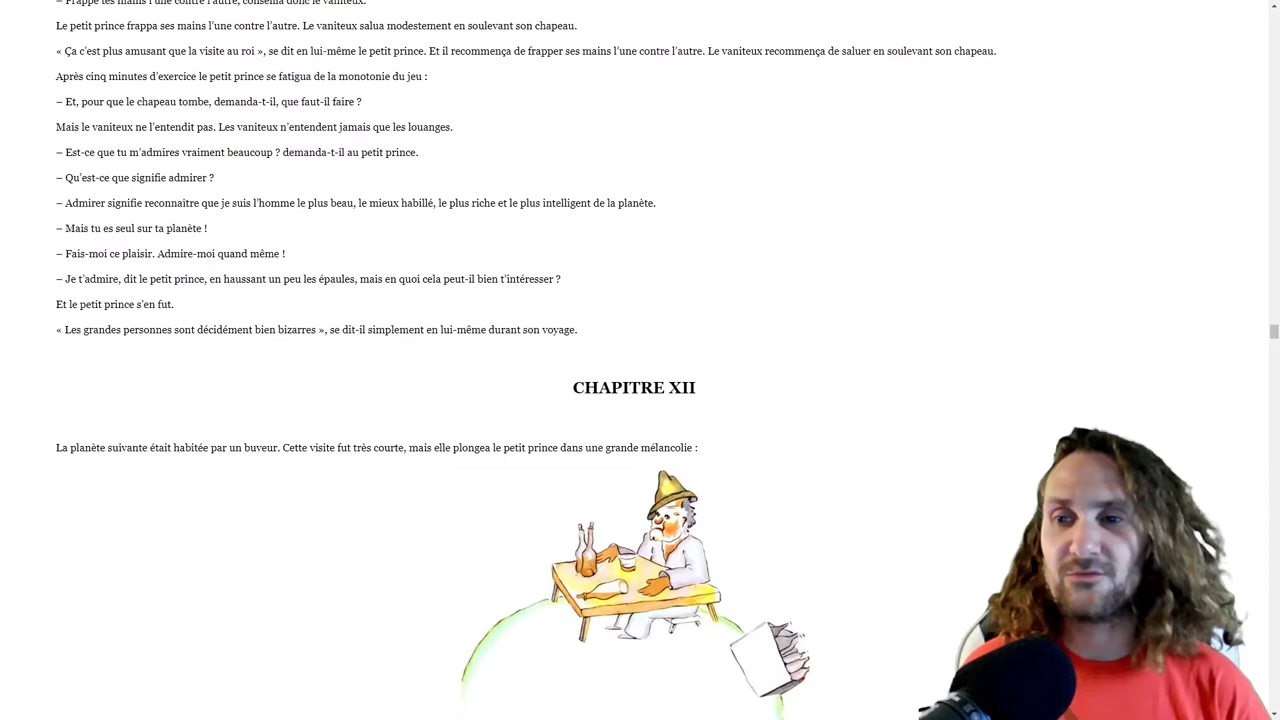 – Frappe tes mains l'une contre l'autre, conseilla donc le vaniteux.
Le petit prince frappa ses mains l'une contre l'autre. Le vaniteux salua modestement en soulevant son chapeau.
« Ça c'est plus amusant que la visite au roi », se dit en lui-même le petit prince. Et il recommença de frapper ses mains l'une contre l'autre. Le vaniteux recommença de saluer en soulevant son chapeau.
Après cinq minutes d'exercice le petit prince se fatigua de la monotonie du jeu :
– Et, pour que le chapeau tombe, demanda-t-il, que faut-il faire ?
Mais le vaniteux ne l'entendit pas. Les vaniteux n'entendent jamais que les louanges.
– Est-ce que tu m'admires vraiment beaucoup ? demanda-t-il au petit prince.
– Qu'est-ce que signifie admirer ?
– Admirer signifie reconnaître que je suis l'homme le plus beau, le mieux habillé, le plus riche et le plus intelligent de la planète.
– Mais tu es seul sur ta planète !
– Fais-moi ce plaisir. Admire-moi quand même !
– Je t'admire, dit le petit prince, en haussant un peu les épaules, mais en quoi cela peut-il bien t'intéresser ?
Et le petit prince s'en fut.
« Les grandes personnes sont décidément bien bizarres », se dit-il simplement en lui-même durant son voyage.
CHAPITRE XII
La planète suivante était habitée par un buveur. Cette visite fut très courte, mais elle plongea le petit prince dans une grande mélancolie :